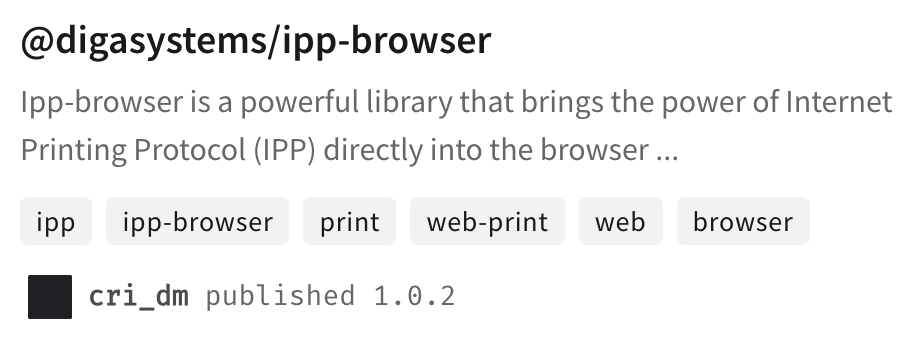 @digasystems/ipp-browser
Ipp-browser is a powerful library that brings the power of Internet
Printing Protocol (IPP) directly into the browser ...
ipp ipp-browser print web-print web browser
cri_dm published 1.0.2